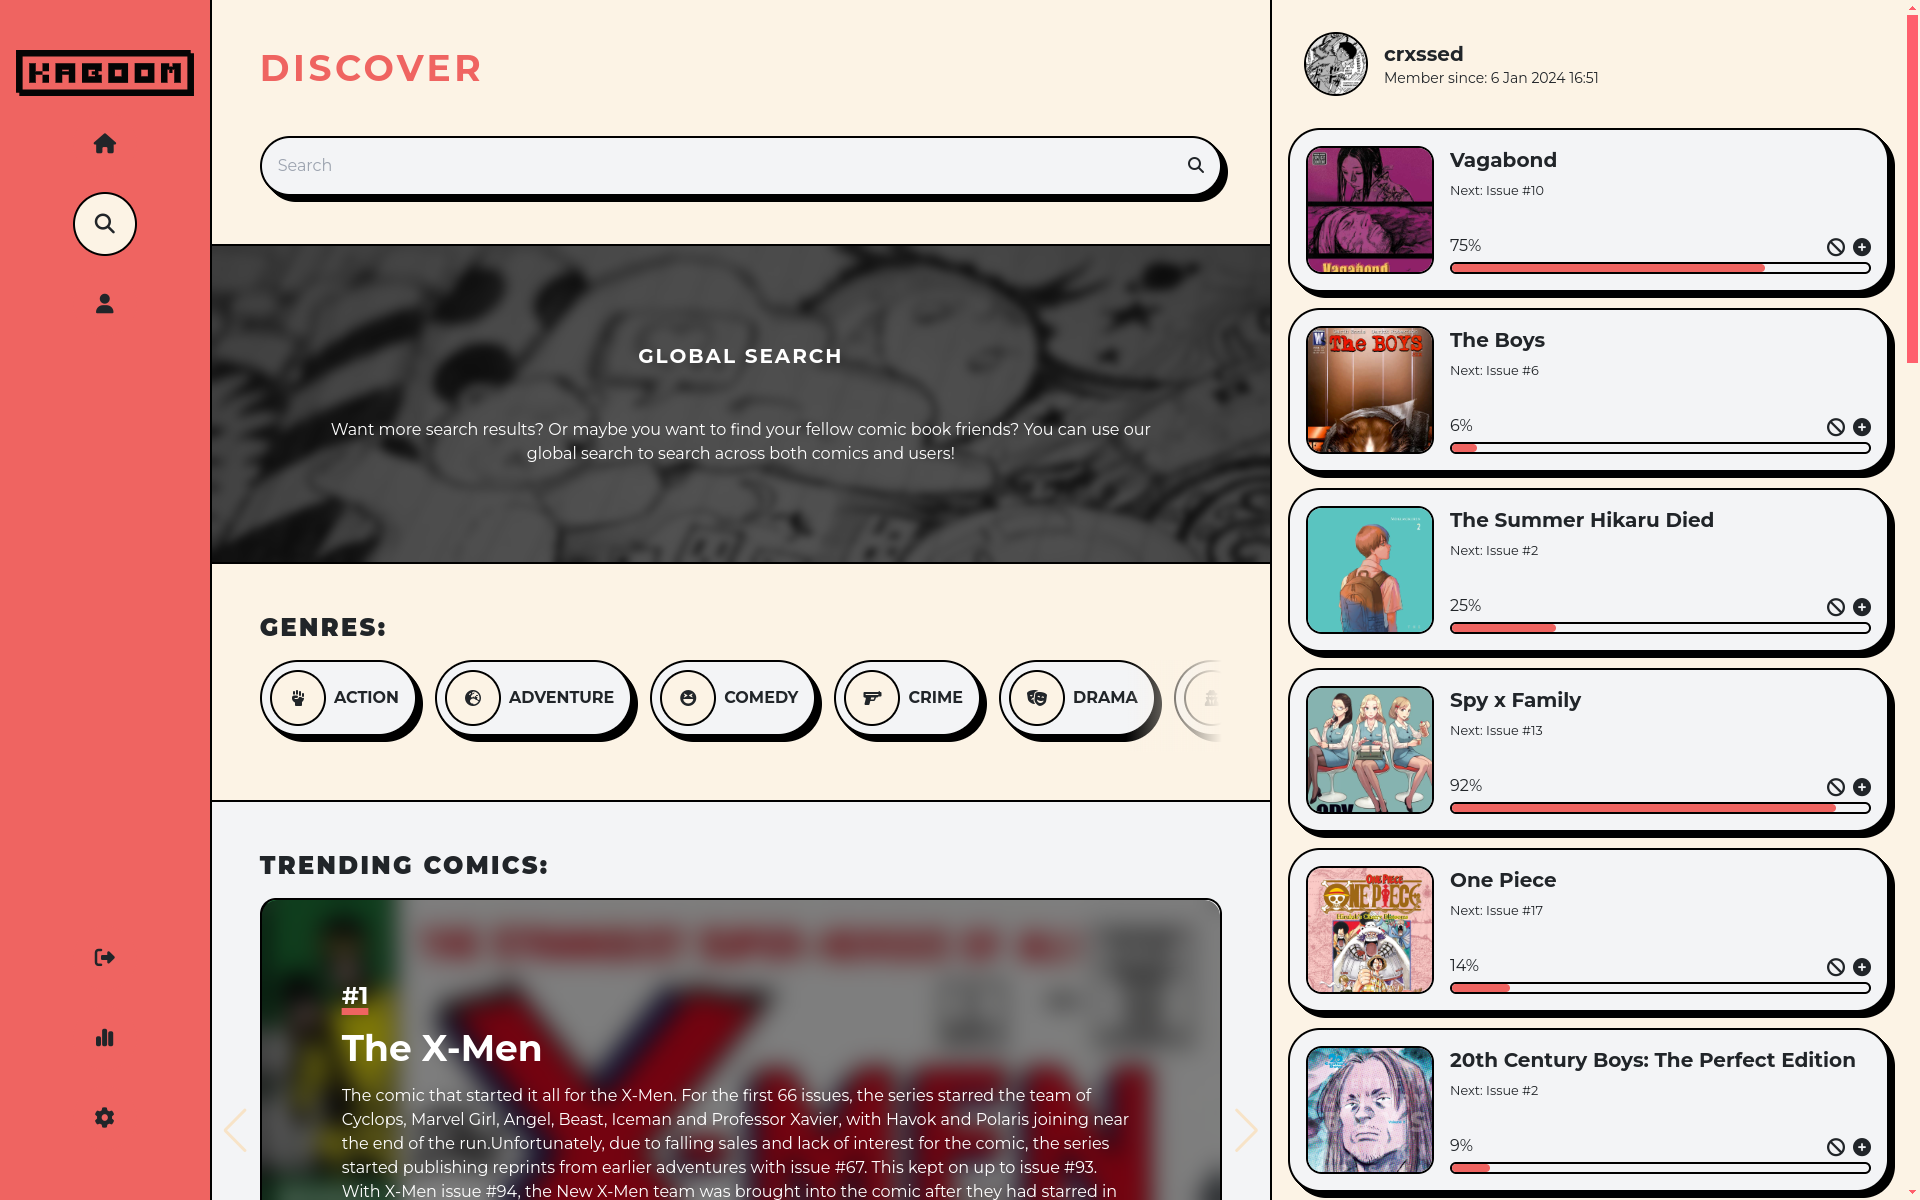 KABOOM
DISCOVER
Search
GLOBAL SEARCH
Want more search results? Or maybe you want to find your fellow comic book friends? You can use our
global search to search across both comics and users!
GENRES:
ACTION
ADVENTURE
COMEDY
CRIME
DRAMA
TRENDING COMICS:
#1
The X-Men
The comic that started it all for the X-Men. For the first 66 issues, the series starred the team of
Cyclops, Marvel Girl, Angel, Beast, Iceman and Professor Xavier, with Havok and Polaris joining near
the end of the run.Unfortunately, due to falling sales and lack of interest for the comic, the series
started publishing reprints from earlier adventures with issue #67. This kept on up to issue #93.
With X-Men issue #94, the New X-Men team was brought into the comic after they had starred in
crxssed
Member since: 6 Jan 2024 16:51
Vagabond
Vagabond
Next: Issue #10
75%
The BOYS
The Boys
Next: Issue #6
6%
2
The Summer Hikaru Died
Next: Issue #2
25%
Spy x Family
Next: Issue #13
92%
ONE PIECE
ONE PIECE
One Piece
Next: Issue #17
14%
20th Century Boys: The Perfect Edition
Next: Issue #2
9%